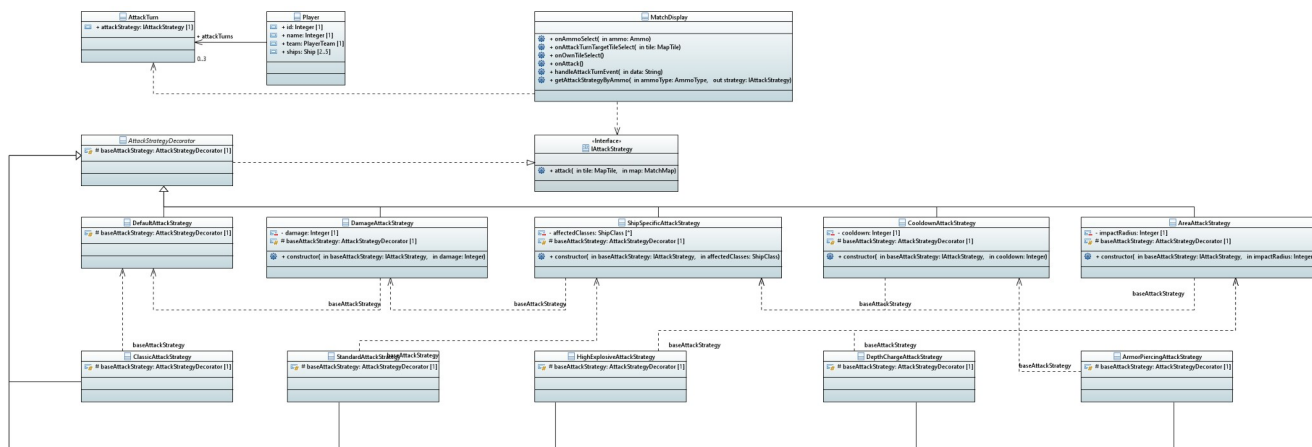 AttackTurn
+ attackStrategy: IAttackStrategy [1]
Player
+ id: Integer [1]
+ name: Integer [1]
+ team: PlayerTeam [1]
+ ships: Ship [2..5]
+ attackTurns
0..3
MatchDisplay
+ onAmmoSelect( in ammo: Ammo)
+ onAttackTurnTargetTileSelect( in tile: MapTile)
+ onOwnTileSelect()
+ onAttack()
+ handleAttackTurnEvent( in data: String)
+ getAttackStrategyByAmmo( in ammoType: AmmoType, out strategy: IAttackStrategy)
AttackStrategyDecorator
# baseAttackStrategy: AttackStrategyDecorator [1]
«Interface»
IAttackStrategy
+ attack( in tile: MapTile, in map: MatchMap)
DefaultAttackStrategy
# baseAttackStrategy: AttackStrategyDecorator [1]
DamageAttackStrategy
- damage: Integer [1]
# baseAttackStrategy: AttackStrategyDecorator [1]
+ constructor( in baseAttackStrategy: IAttackStrategy, in damage: Integer)
ShipSpecificAttackStrategy
- affectedClasses: ShipClass [*]
# baseAttackStrategy: AttackStrategyDecorator [1]
+ constructor( in baseAttackStrategy: IAttackStrategy, in affectedClasses: ShipClass)
CooldownAttackStrategy
- cooldown: Integer [1]
# baseAttackStrategy: AttackStrategyDecorator [1]
+ constructor( in baseAttackStrategy: IAttackStrategy, in cooldown: Integer)
AreaAttackStrategy
- impactRadius: Integer [1]
# baseAttackStrategy: AttackStrategyDecorator [1]
+ constructor( in baseAttackStrategy: IAttackStrategy, in impactRadius: Integer
baseAttackStrategy
baseAttackStrategy
baseAttackStrategy
baseAttackStrategy
baseAttackStrategy
baseAttackStrategy
baseAttackStrategy
baseAttackStrategy
baseAttackStrategy
ClassicAttackStrategy
# baseAttackStrategy: AttackStrategyDecorator [1]
StandardAttackStrategy
# baseAttackStrategy: AttackStrategyDecorator [1]
HighExplosiveAttackStrategy
# baseAttackStrategy: AttackStrategyDecorator [1]
DepthChargeAttackStrategy
# baseAttackStrategy: AttackStrategyDecorator [1]
ArmorPiercingAttackStrategy
# baseAttackStrategy: AttackStrategyDecorator [1]